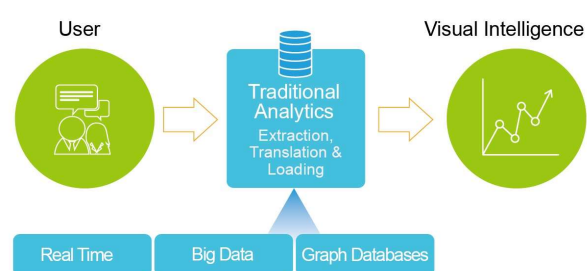 User
Visual Intelligence
Traditional
Analytics
Extraction,
Translation &
Loading
Real Time
Big Data
Graph Databases